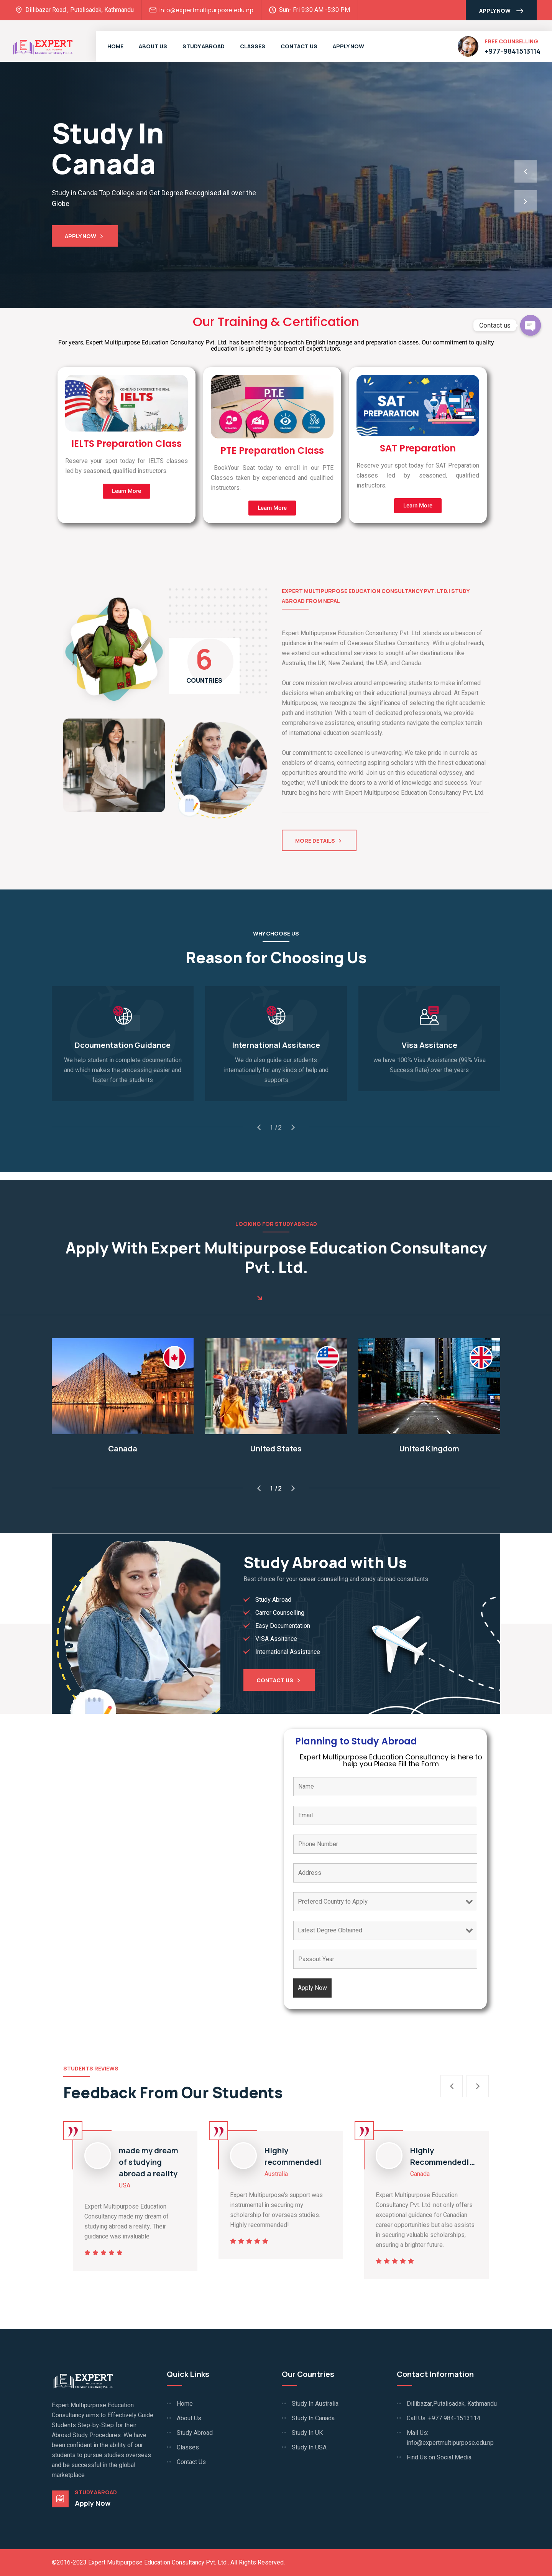 Dillibazar Road., Putalisadak, Kathmandu
Info@expertmultipurpose.edu.np
Sun- Fri 9:30 AM -5:30 PM
APPLY NOW
EXPERT
HOME
ABOUT US
STUDY ABROAD
CLASSES
CONTACT US
APPLY NOW
FREE COUNSELLING
+977-9841513114
Study In
Canada
Study in Canda Top College and Get Degree Recognised all over the
Globe
APPLY NOW
Contact us
Our Training & Certification
For years, Expert Multipurpose Education Consultancy Pvt. Ltd. has been offering top-notch English language and preparation classes. Our commitment to quality
education is upheld by our team of expert tutors.
COME AND EXPERIENCE THE REAL
IELTS
IELTS Preparation Class
Reserve your spot today for IELTS classes
led by seasoned, qualified instructors.
Learn More
P.T.E
PTE Preparation Class
BookYour Seat today to enroll in our PTE
Classes taken by experienced and qualified
instructors.
Learn More
SAT
PREPARATION
SAT Preparation
Reserve your spot today for SAT Preparation
classes led by seasoned, qualified
instructors.
Learn More
6
COUNTRIES
EXPERT MULTIPURPOSE EDUCATION CONSULTANCY PVT. LTD.I STUDY
ABROAD FROM NEPAL
Expert Multipurpose Education Consultancy Pvt. Ltd. stands as a beacon of
guidance in the realm of Overseas Studies Consultancy. With a global reach,
we extend our educational services to sought-after destinations like
Australia, the UK, New Zealand, the USA, and Canada.
Our core mission revolves around empowering students to make informed
decisions when embarking on their educational journeys abroad. At Expert
Multipurpose, we recognize the significance of selecting the right academic
path and institution. With a team of dedicated professionals, we provide
comprehensive assistance, ensuring students navigate the complex terrain
of international education seamlessly.
Our commitment to excellence is unwavering. We take pride in our role as
enablers of dreams, connecting aspiring scholars with the finest educational
opportunities around the world. Join us on this educational odyssey, and
together, we'll unlock the doors to a world of knowledge and success. Your
future begins here with Expert Multipurpose Education Consultancy Pvt. Ltd.
MORE DETAILS
WHY CHOOSE US
Reason for Choosing Us
Dcoumentation Guidance
We help student in complete documentation
and which makes the processing easier and
faster for the students
International Assitance
We do also guide our students
internationally for any kinds of help and
supports
Visa Assitance
we have 100% Visa Assistance (99% Visa
Success Rate) over the years
1 / 2
LOOKING FOR STUDY ABROAD
Apply With Expert Multipurpose Education Consultancy
Pvt. Ltd.
Canada
United States
United Kingdom
1 / 2
Study Abroad with Us
Best choice for your career counselling and study abroad consultants
Study Abroad
Carrer Counselling
Easy Documentation
VISA Assitance
International Assistance
CONTACT US
Planning to Study Abroad
Expert Multipurpose Education Consultancy is here to
help you Please Fill the Form
Name
Email
Phone Number
Address
Prefered Country to Apply
Latest Degree Obtained
Passout Year
Apply Now
STUDENTS REVIEWS
Feedback From Our Students
made my dream
of studying
abroad a reality
USA
Expert Multipurpose Education
Consultancy made my dream of
studying abroad a reality. Their
guidance was invaluable
Highly
recommended!
Australia
Expert Multipurpose's support was
instrumental in securing my
scholarship for overseas studies.
Highly recommended!
Highly
Recommended!...
Canada
Expert Multipurpose Education
Consultancy Pvt. Ltd. not only offers
exceptional guidance for Canadian
career opportunities but also assists
in securing valuable scholarships,
ensuring a brighter future.
EXPERT
Expert Multipurpose Education
Consultancy aims to Effectively Guide
Students Step-by-Step for their
Abroad Study Procedures. We have
been confident in the ability of our
students to pursue studies overseas
and be successful in the global
marketplace
STUDY ABROAD
Apply Now
Quick Links
Home
About Us
Study Abroad
Classes
Contact Us
Our Countries
Study In Australia
Study In Canada
Study In UK
Study In USA
Contact Information
Dillibazar,Putalisadak, Kathmandu
Call Us: +977 984-1513114
Mail Us:
info@expertmultipurpose.edu.np
Find Us on Social Media
©2016-2023 Expert Multipurpose Education Consultancy Pvt. Ltd. All Rights Reserved